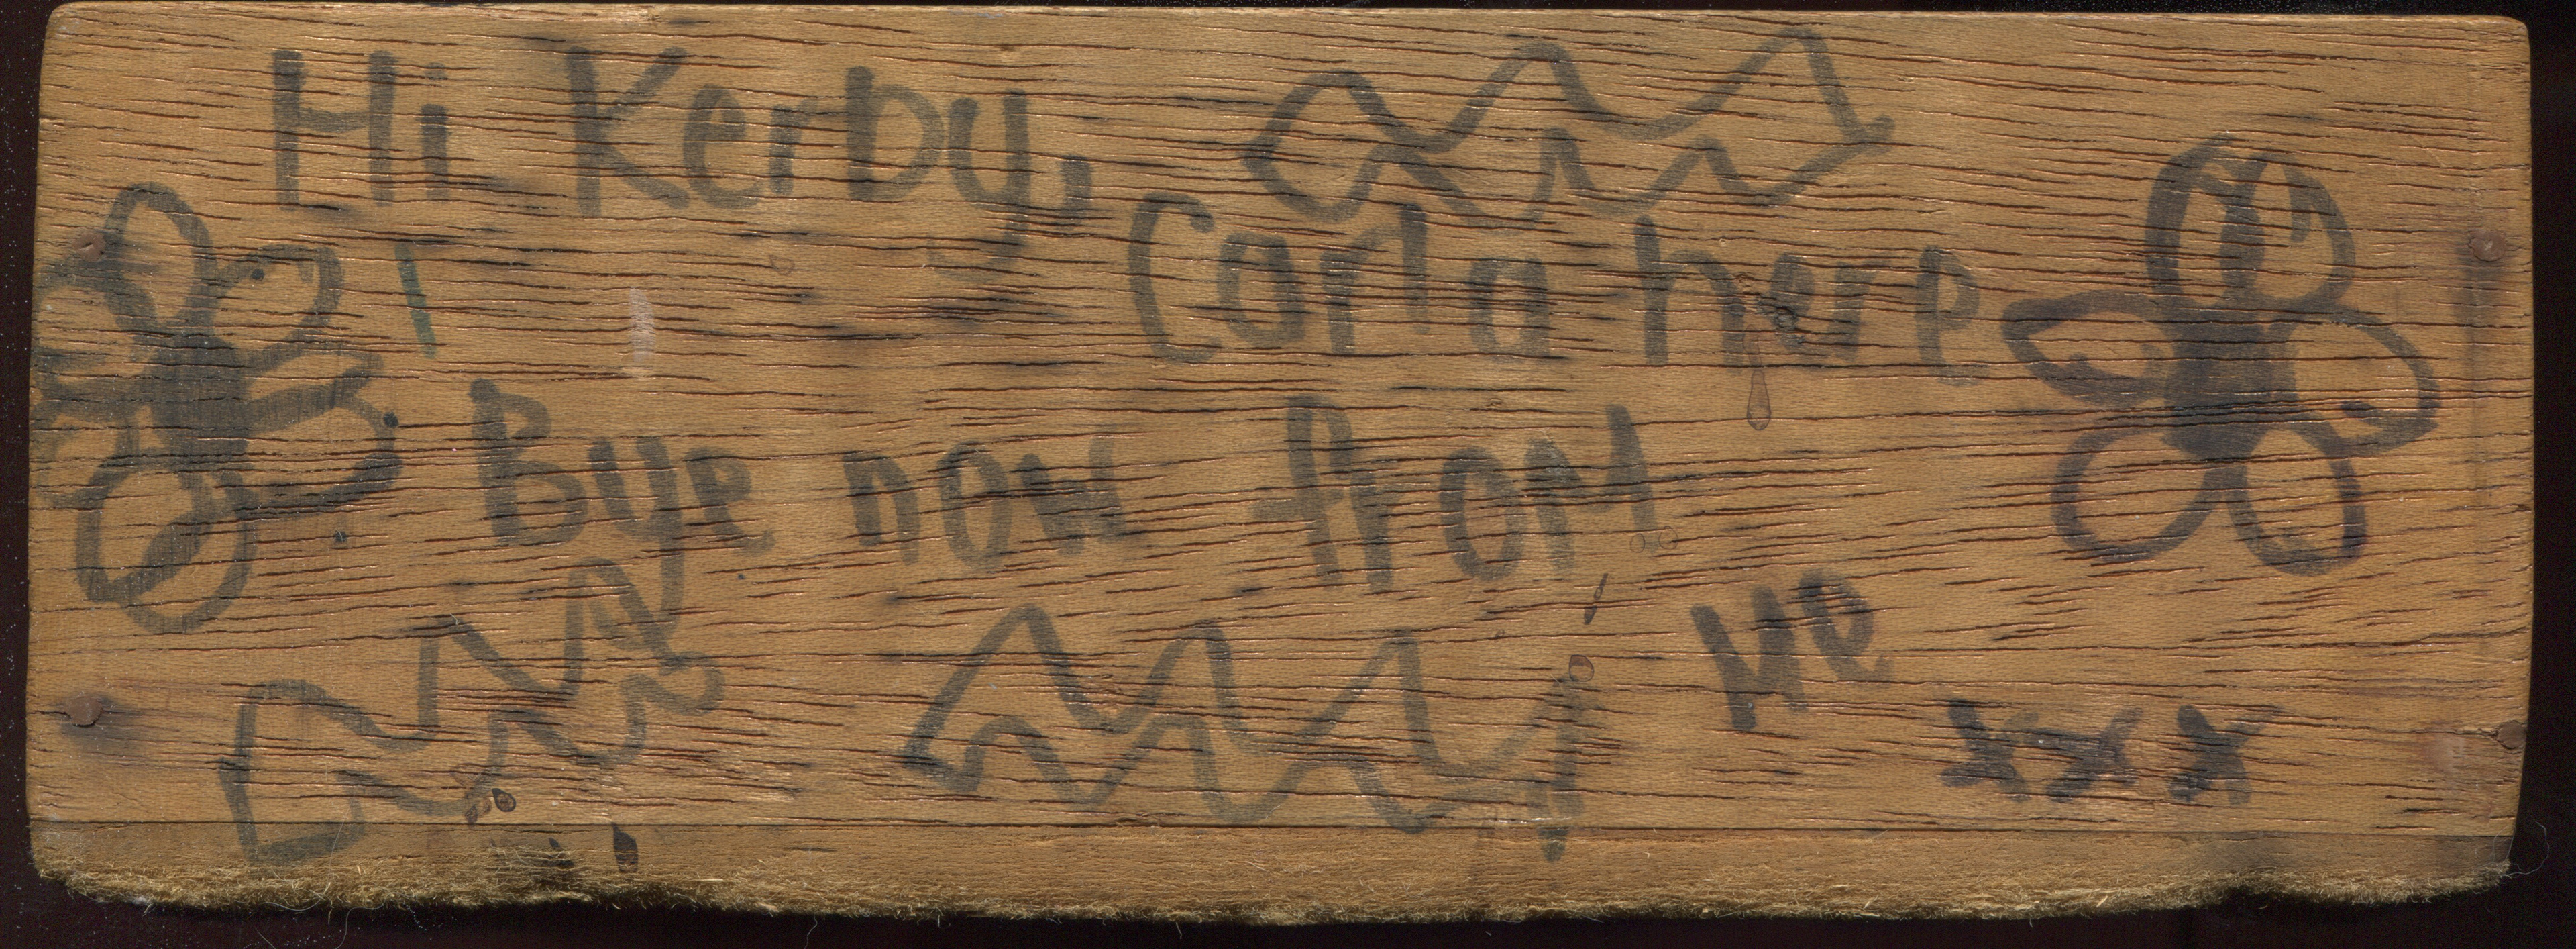 Hi Kerby,
Carla here
Bye now from
Me
xxx